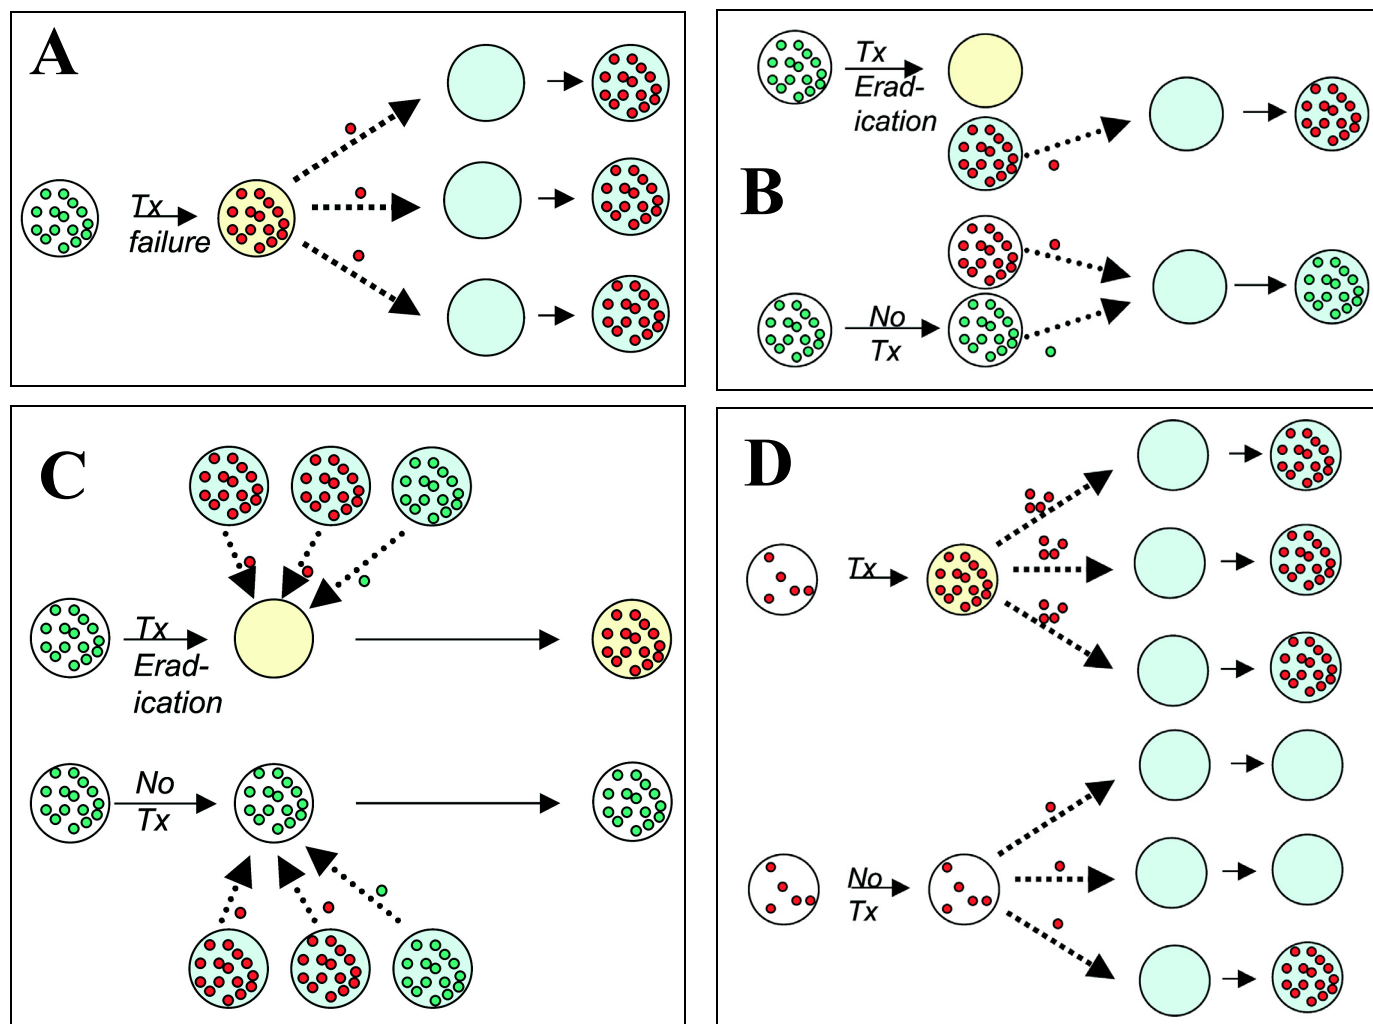 A
Tx
failure
B
Tx
Erad-
ication
No
Tx
C
Tx
Erad-
ication
No
Tx
D
Tx
No
Tx